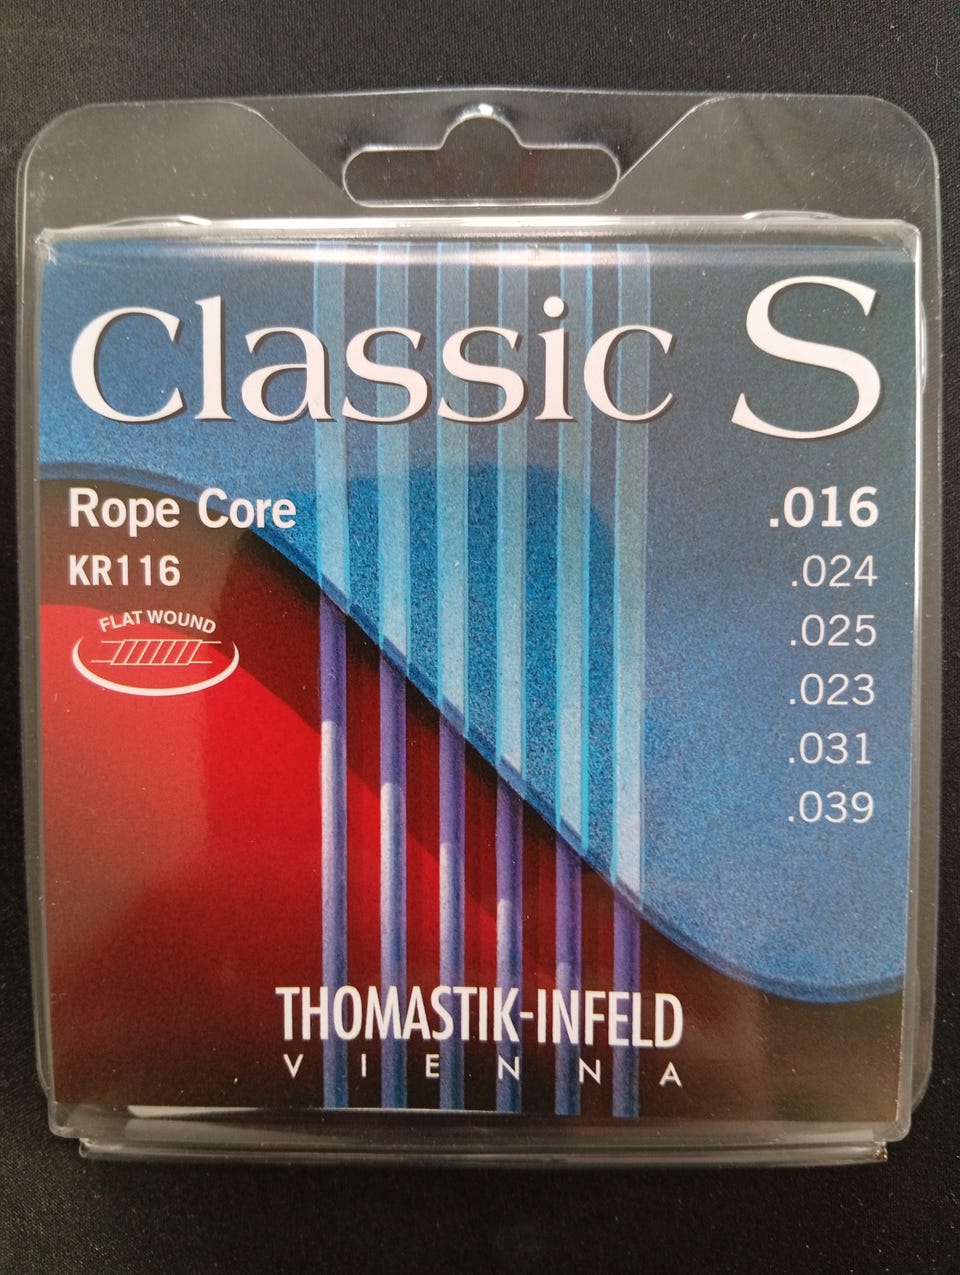 Classic S
Rope Core
KR116
FLAT WOUND
.016
.024
.025
.023
.031
.039
THOMASTIK-INFELD
VIENNA